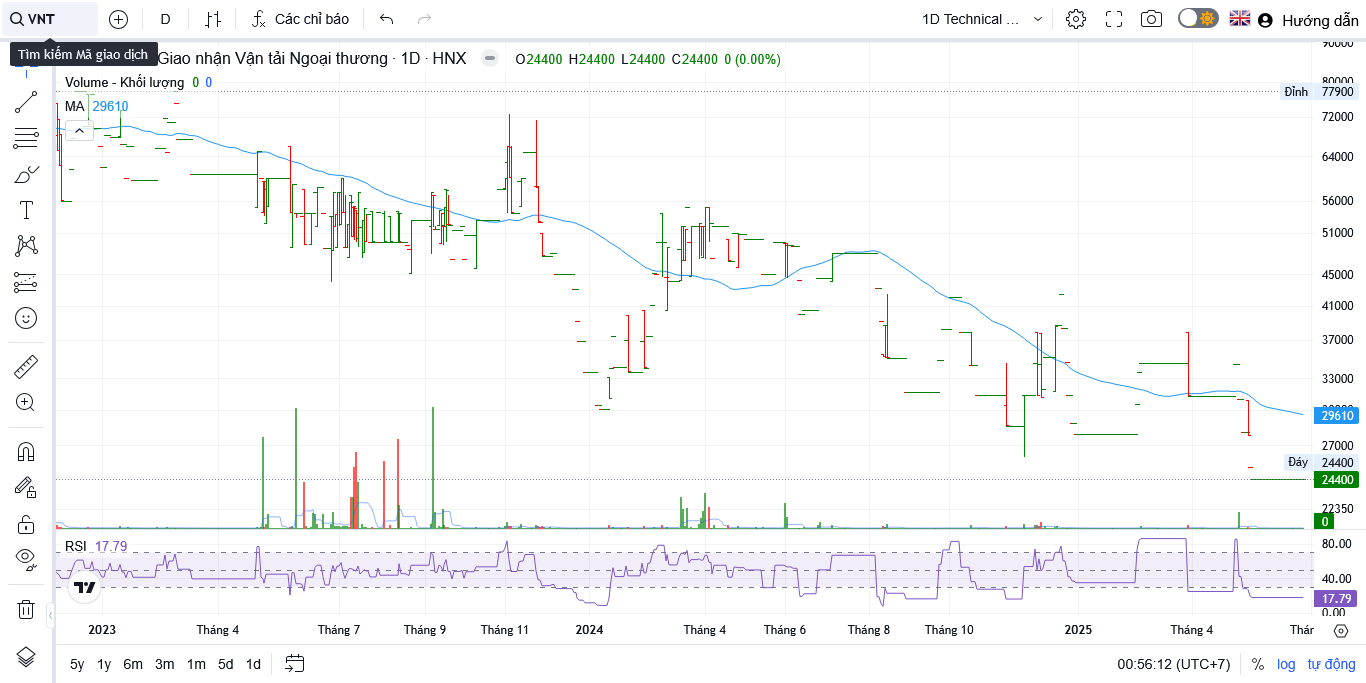 VNT
D
Các chỉ báo
1D Technical ...
Hướng dẫn
Tìm kiếm Mã giao dịch
Giao nhận Vận tải Ngoại thương · 1D · HNX
O24400 H24400 L24400 C24400 0 (0.00%)
Volume - Khối lượng 0 0
MA 29610
90000
80000
Đỉnh 77900
72000
64000
56000
51000
45000
41000
37000
33000
29610
27000
Đáy 24400
24400
22350
0
RSI 17.79
80.00
40.00
17.79
0.00
2023 Tháng 4 Tháng 7 Tháng 9 Tháng 11 2024 Tháng 4 Tháng 6 Tháng 8 Tháng 10 2025 Tháng 4 Thár
5y 1y 6m 3m 1m 5d 1d
00:56:12 (UTC+7) % log tự động